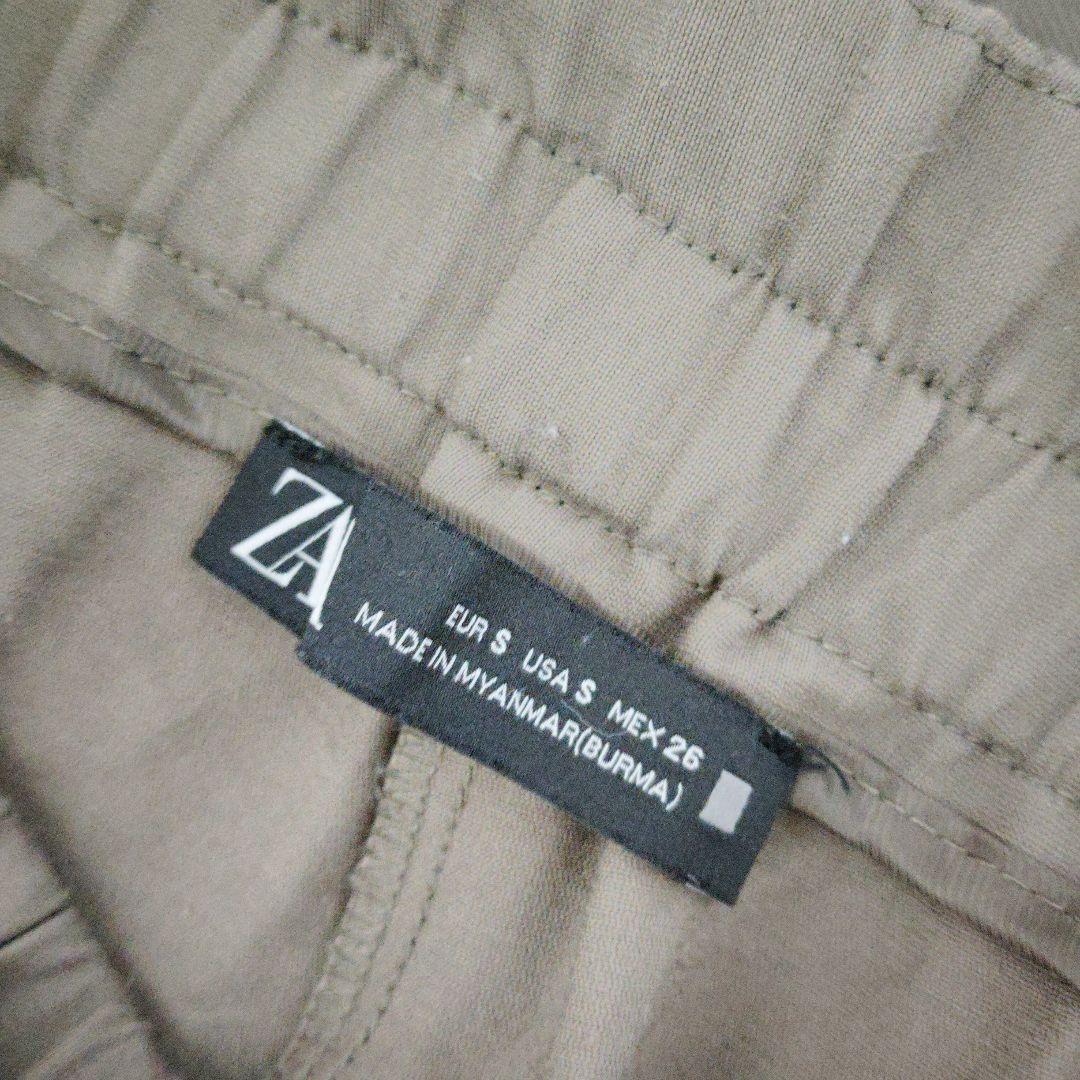 ZA
EUR S USA S MEX 26
MADE IN MYANMAR(BURMA)